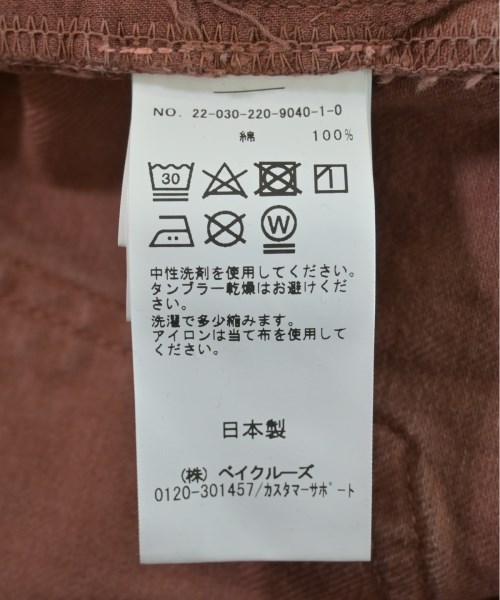 NO. 22-030-220-9040-1-0
綿 100%
30
W
中性洗剤を使用してください。
タンブラー乾燥はお避けくだ
さい。
洗濯で多少縮みます。
アイロンは当て布を使用して
ください。
日本製
(株) ベイクルーズ
0120-301457/カスタマーサポート